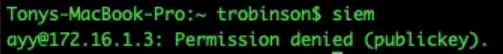 Tonys-MacBook-Pro:~ trobinson$ siem
ayy@172.16.1.3: Permission denied (publickey).